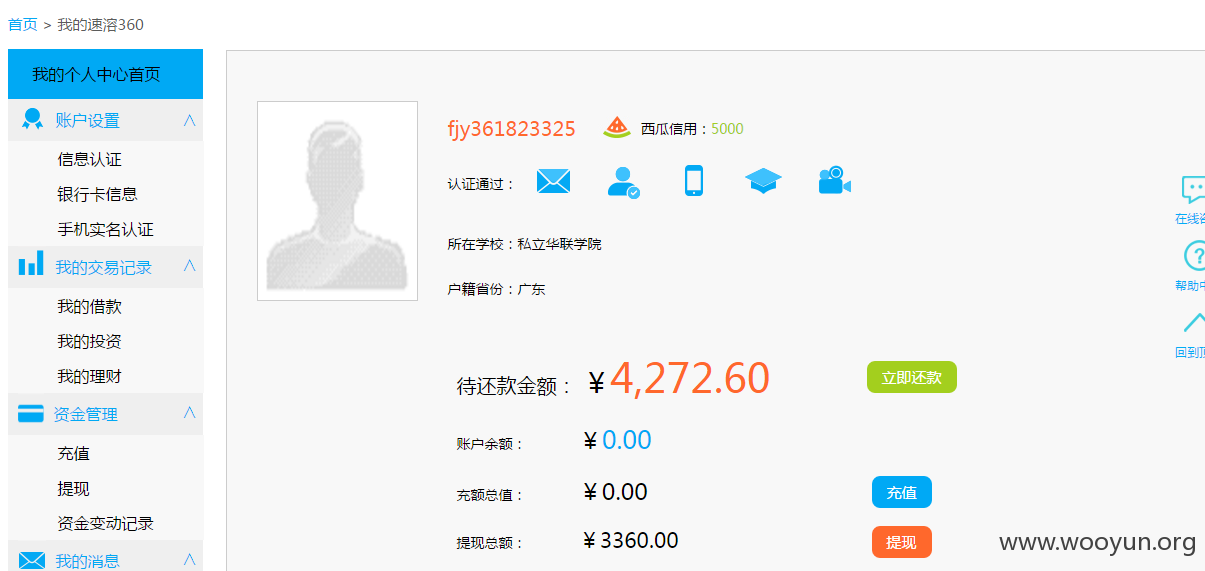 首页 > 我的速溶360
我的个人中心首页
账户设置
信息认证
银行卡信息
手机实名认证
我的交易记录
我的借款
我的投资
我的理财
资金管理
充值
提现
资金变动记录
我的消息
fjy361823325
西瓜信用：5000
认证通过：
所在学校：私立华联学院
户籍省份：广东
待还款金额： ¥ 4,272.60
立即还款
账户余额： ¥ 0.00
充额总值： ¥ 0.00
充值
提现总额： ¥ 3360.00
提现
在线
帮助
回到
www.wooyun.org